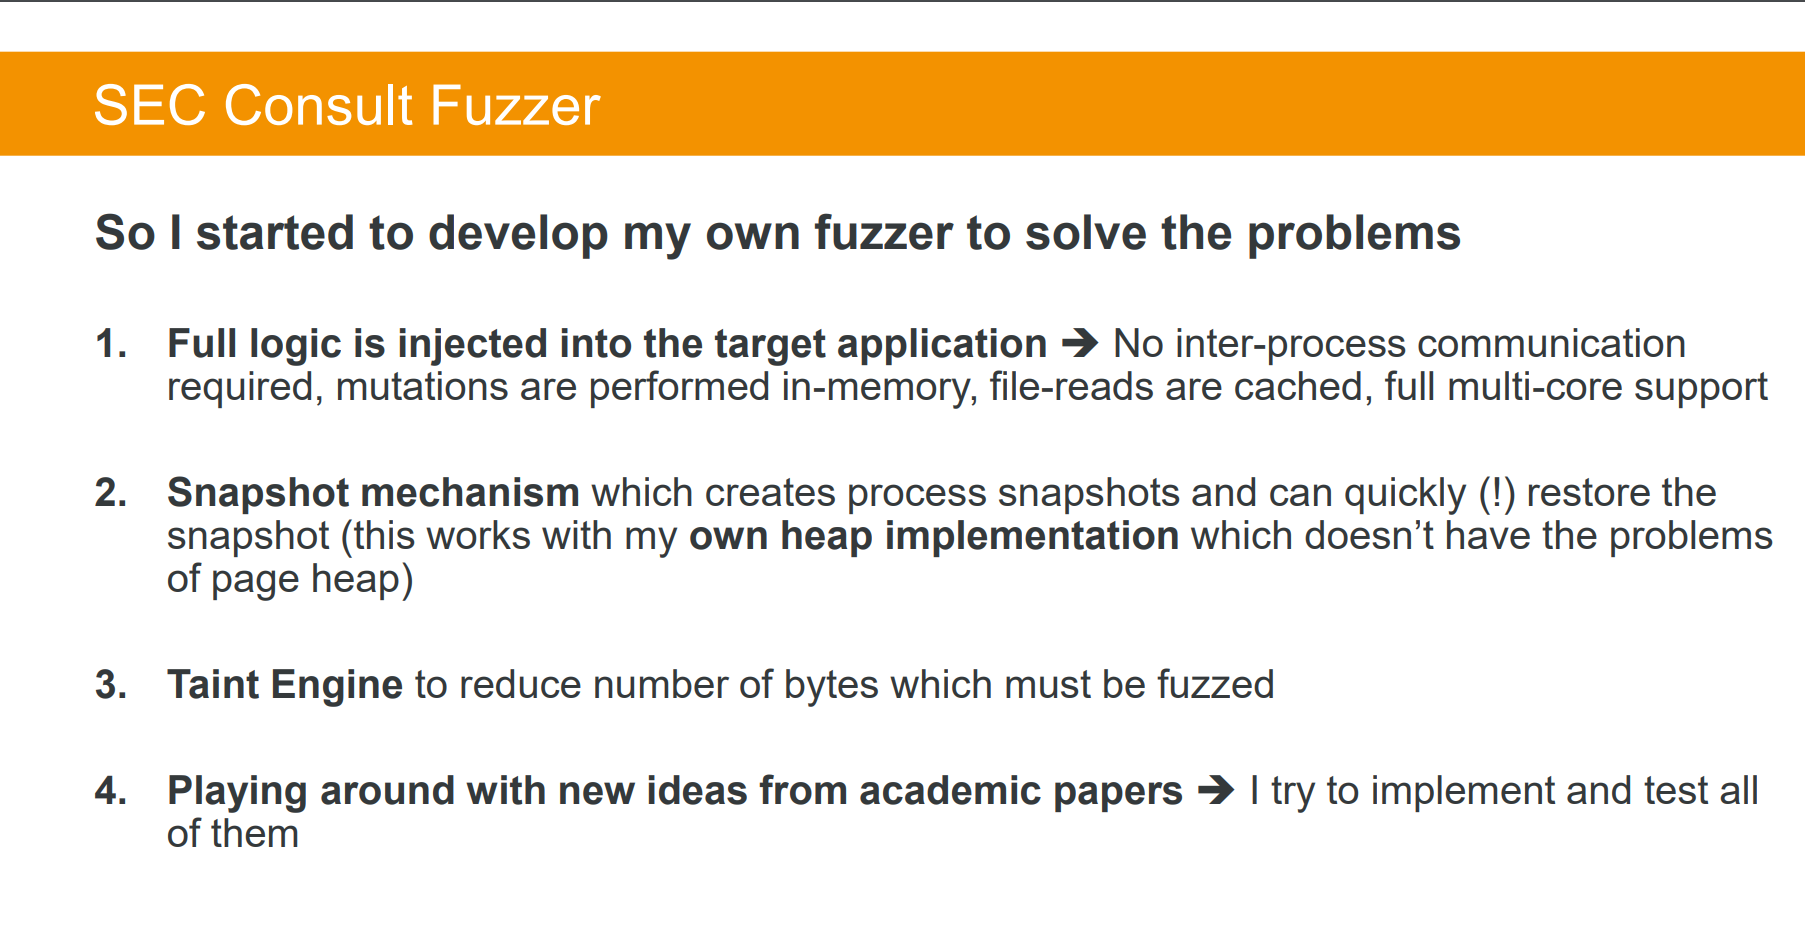 SEC Consult Fuzzer
So I started to develop my own fuzzer to solve the problems
1. Full logic is injected into the target application ➔ No inter-process communication
required, mutations are performed in-memory, file-reads are cached, full multi-core support
2. Snapshot mechanism which creates process snapshots and can quickly (!) restore the
snapshot (this works with my own heap implementation which doesn’t have the problems
of page heap)
3. Taint Engine to reduce number of bytes which must be fuzzed
4. Playing around with new ideas from academic papers ➔ I try to implement and test all
of them